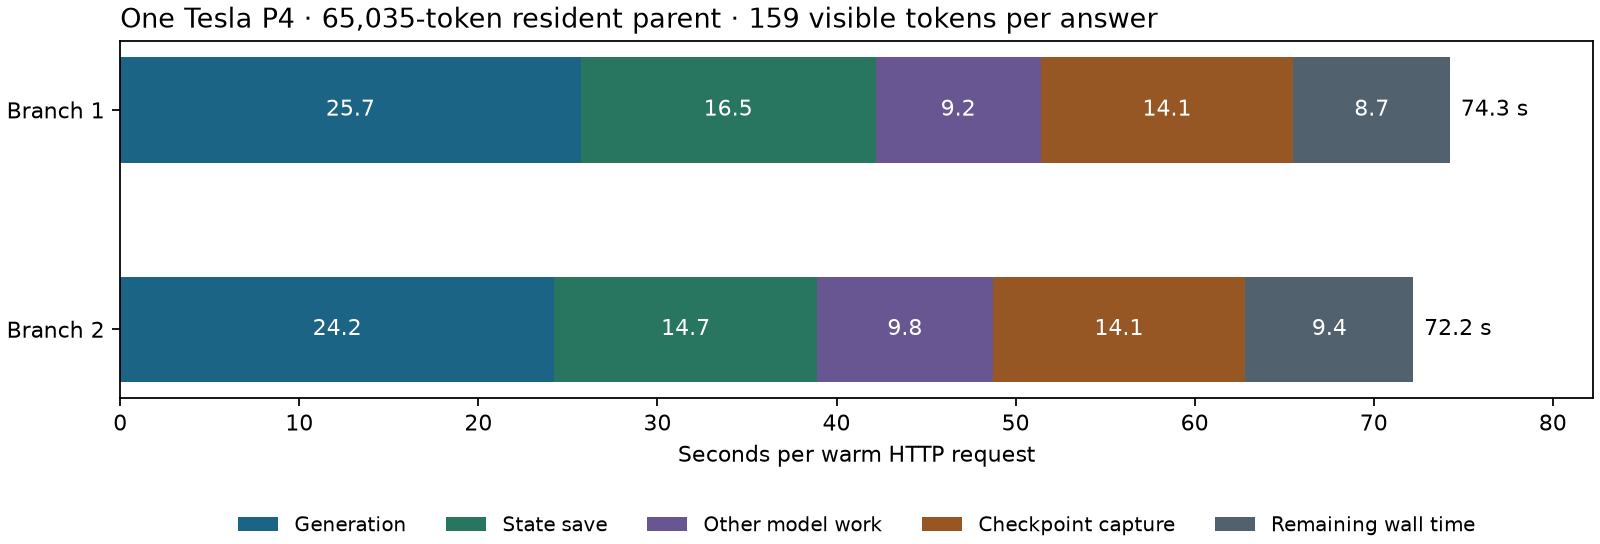 One Tesla P4 · 65,035-token resident parent · 159 visible tokens per answer
Branch 1
25.7 16.5 9.2 14.1 8.7 74.3 s
Branch 2
24.2 14.7 9.8 14.1 9.4 72.2 s
0 10 20 30 40 50 60 70 80
Seconds per warm HTTP request
Generation State save Other model work Checkpoint capture Remaining wall time